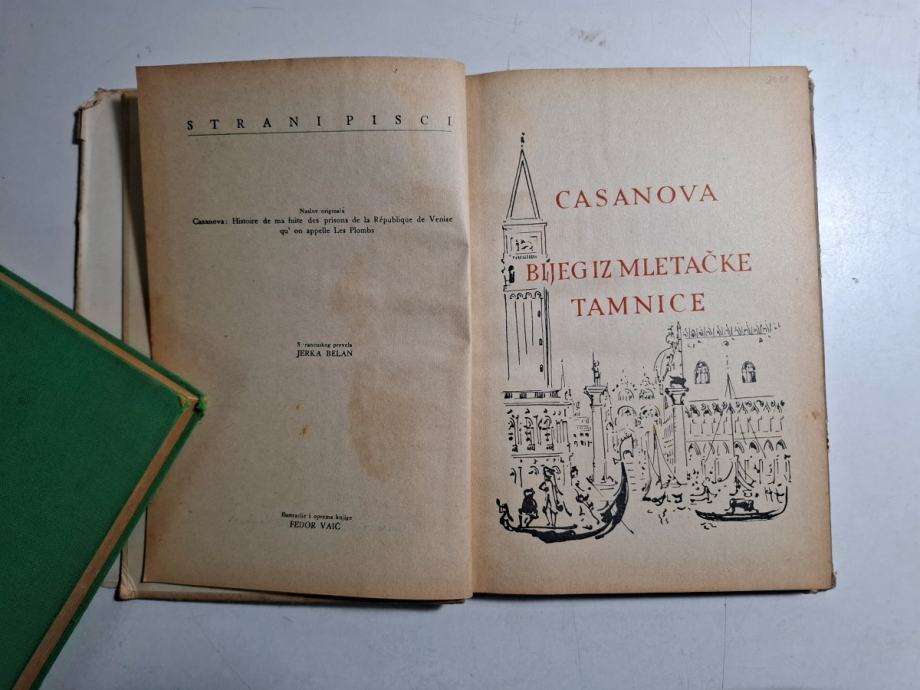 STRANI PISCI
Naslov originala
Casanova: Histoire de ma fuite des prisons de la République de Venise
qu' on appelle Les Plombs
S francuskog prevela
JERKA BELAN
Ilustracije i oprema knjige
FEDOR VAIĆ
CASANOVA
BIJEG IZ MLETAČKE
TAMNICE